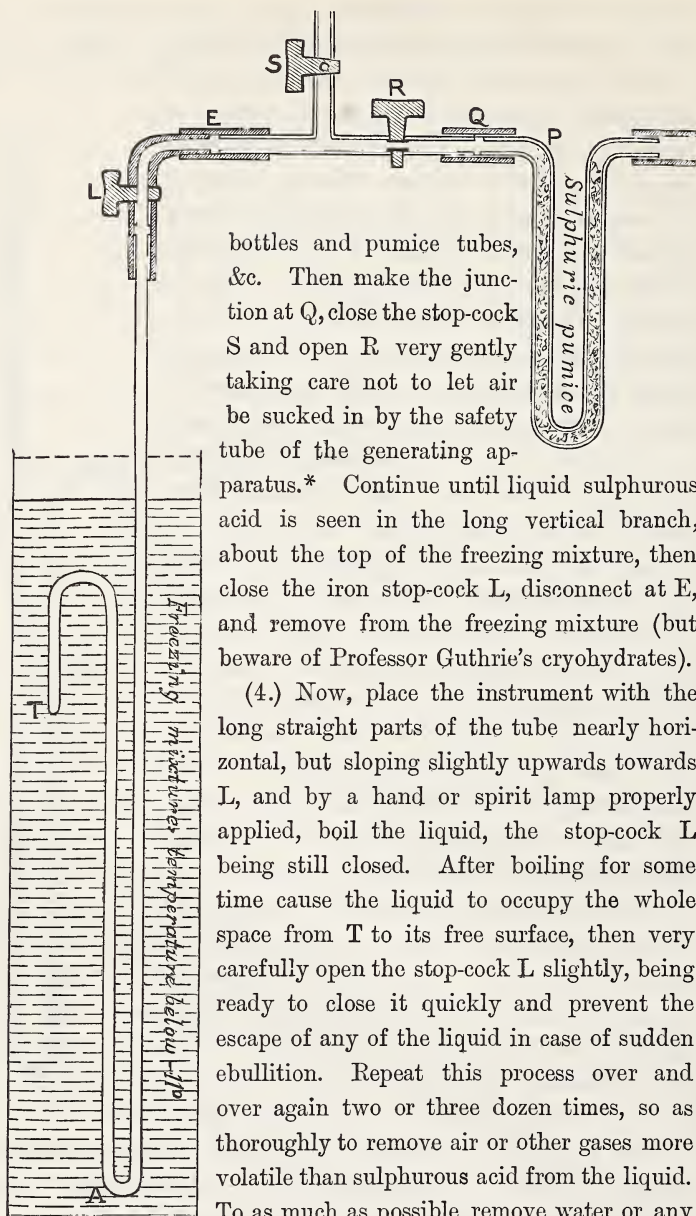 S
R
E
Q
P
L
Sulphuric pumice
bottles and pumice tubes,
&c. Then make the junc-
tion at Q, close the stop-cock
S and open R very gently
taking care not to let air
be sucked in by the safety
tube of the generating ap-
paratus.* Continue until liquid sulphurous
acid is seen in the long vertical branch,
about the top of the freezing mixture, then
close the iron stop-cock L, disconnect at E,
and remove from the freezing mixture (but
beware of Professor Guthrie's cryohydrates).
(4.) Now, place the instrument with the
long straight parts of the tube nearly hori-
zontal, but sloping slightly upwards towards
L, and by a hand or spirit lamp properly
applied, boil the liquid, the stop-cock L
being still closed. After boiling for some
time cause the liquid to occupy the whole
space from T to its free surface, then very
carefully open the stop-cock L slightly, being
ready to close it quickly and prevent the
escape of any of the liquid in case of sudden
ebullition. Repeat this process over and
over again two or three dozen times, so as
thoroughly to remove air or other gases more
volatile than sulphurous acid from the liquid.
To as much as possible remove water or any
Freezing mixture, temperature below
T
A